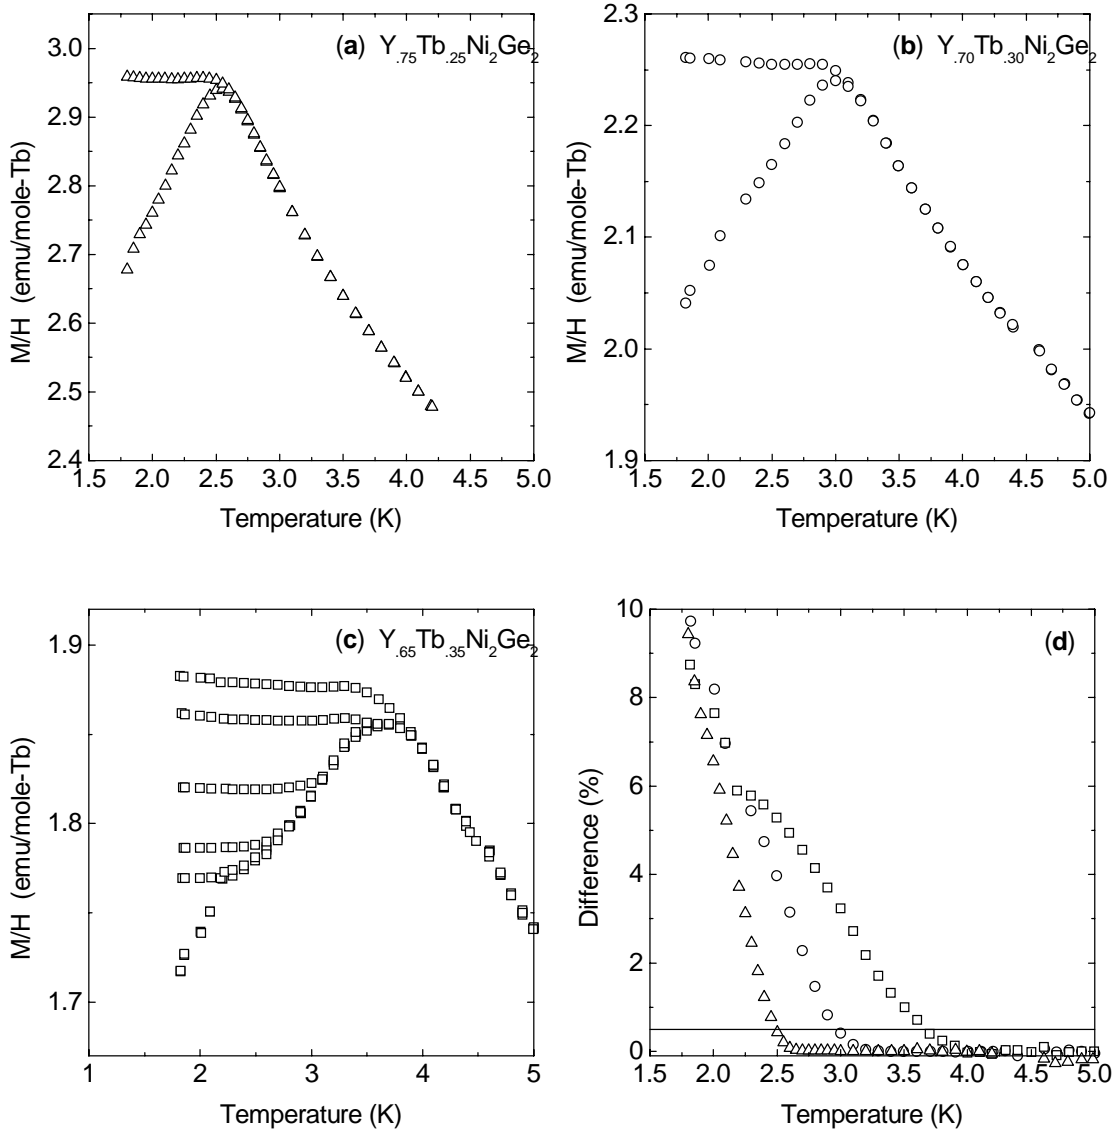 (a) Y.75Tb.25Ni2Ge2
3.0
2.9
2.8
2.7
2.6
2.5
2.4
M/H (emu/mole-Tb)
1.5 2.0 2.5 3.0 3.5 4.0 4.5 5.0
Temperature (K)
(b) Y.70Tb.30Ni2Ge2
2.3
2.2
2.1
2.0
1.9
M/H (emu/mole-Tb)
1.5 2.0 2.5 3.0 3.5 4.0 4.5 5.0
Temperature (K)
(c) Y.65Tb.35Ni2Ge2
1.9
1.8
1.7
M/H (emu/mole-Tb)
1 2 3 4 5
Temperature (K)
(d)
10
8
6
4
2
0
Difference (%)
1.5 2.0 2.5 3.0 3.5 4.0 4.5 5.0
Temperature (K)